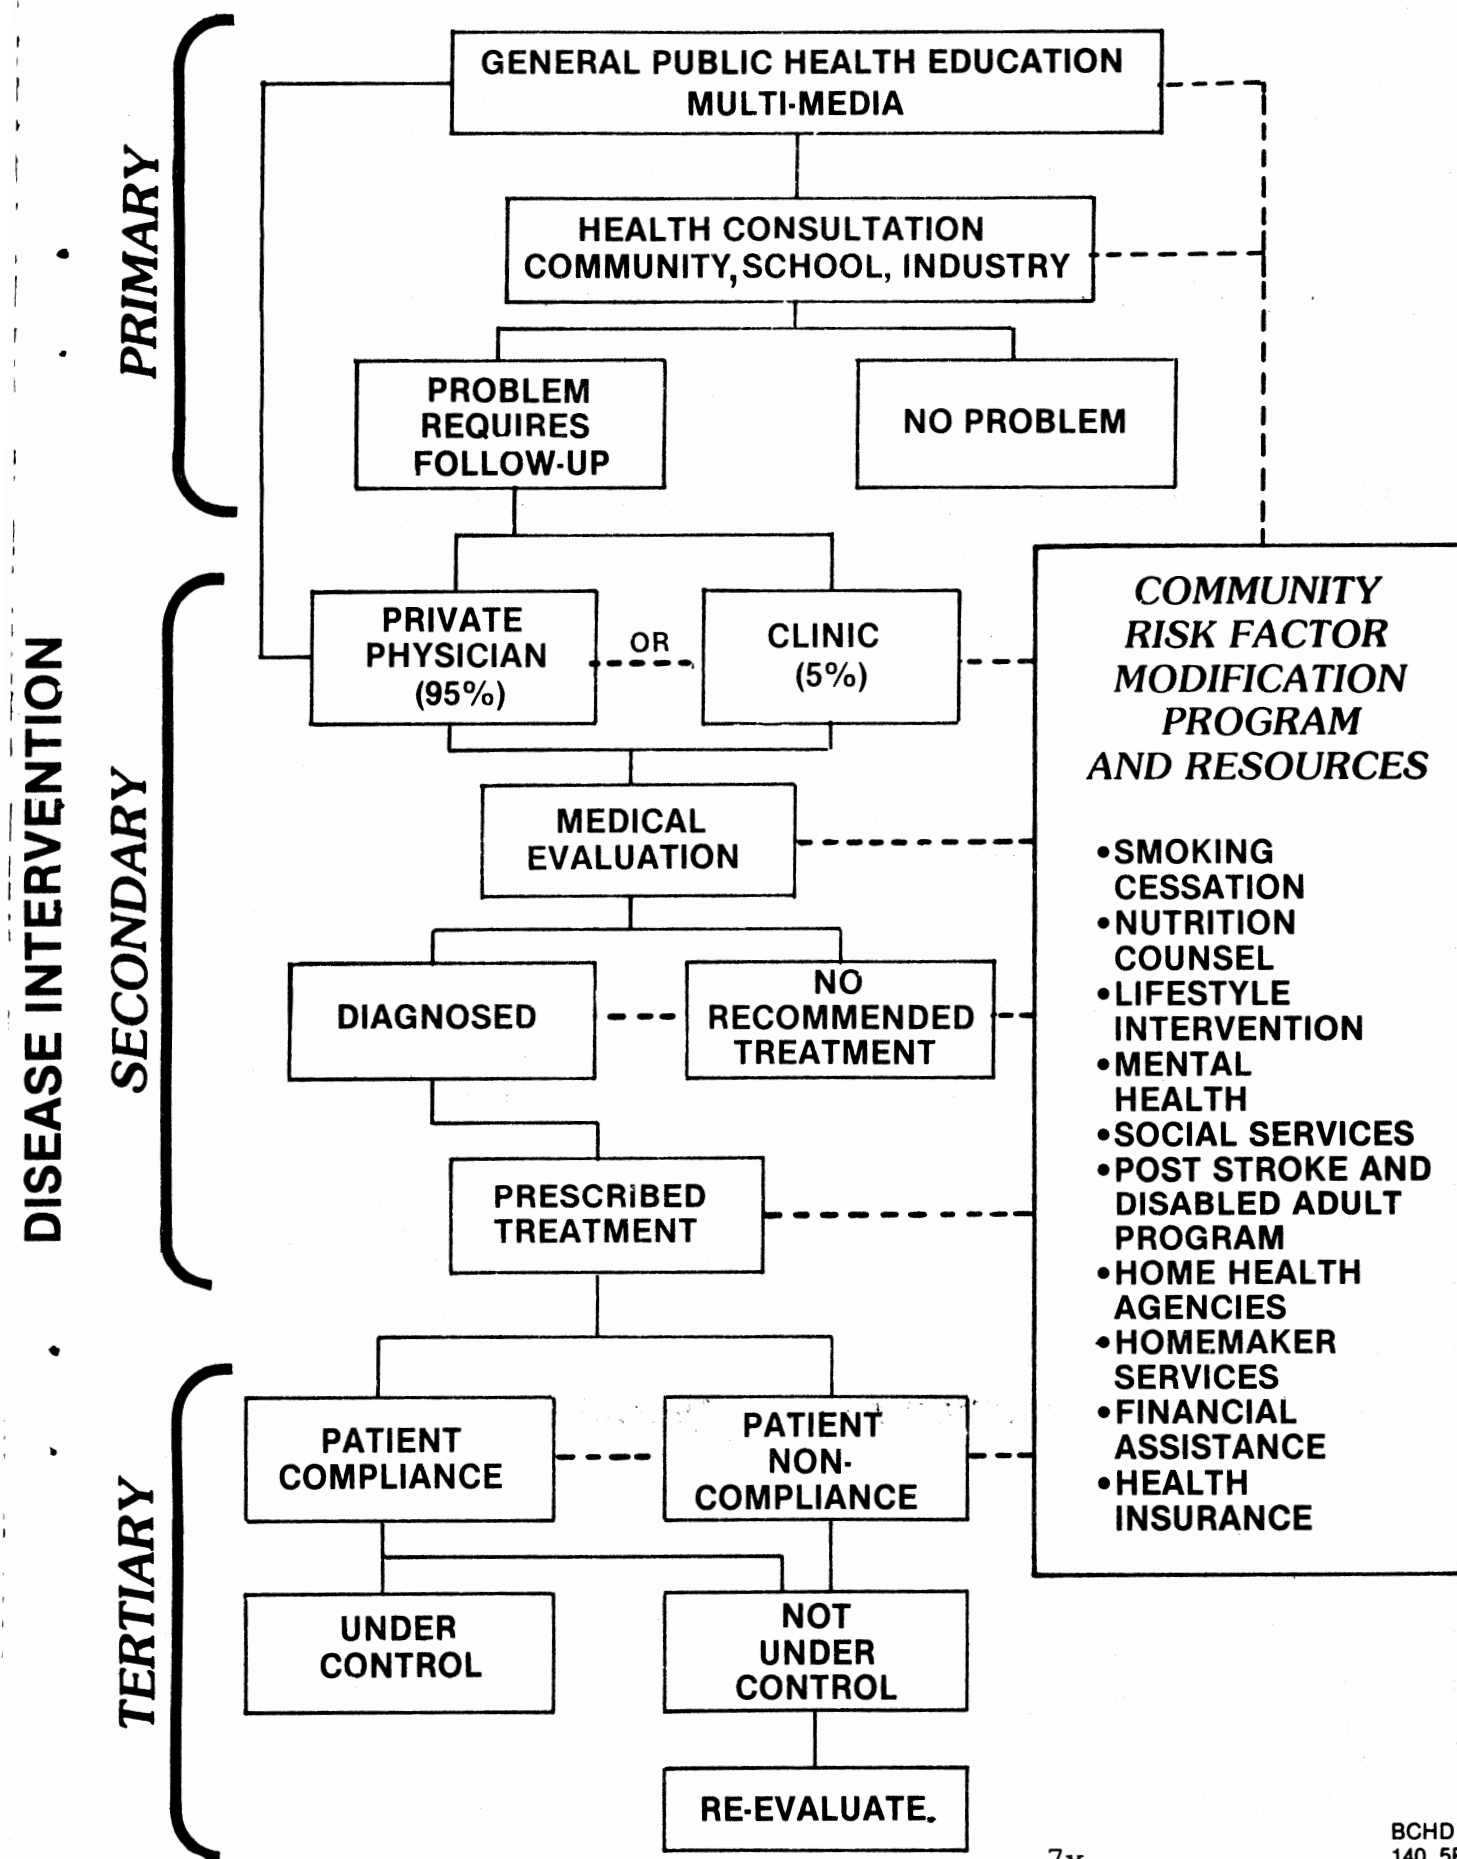 GENERAL PUBLIC HEALTH EDUCATION
MULTI-MEDIA
HEALTH CONSULTATION
COMMUNITY, SCHOOL, INDUSTRY
PRIMARY
PROBLEM
REQUIRES
FOLLOW-UP
NO PROBLEM
DISEASE INTERVENTION
SECONDARY
PRIVATE
PHYSICIAN
(95%)
OR
CLINIC
(5%)
MEDICAL
EVALUATION
DIAGNOSED
NO
RECOMMENDED
TREATMENT
PRESCRIBED
TREATMENT
COMMUNITY
RISK FACTOR
MODIFICATION
PROGRAM
AND RESOURCES
•SMOKING
CESSATION
•NUTRITION
COUNSEL
•LIFESTYLE
INTERVENTION
•MENTAL
HEALTH
•SOCIAL SERVICES
•POST STROKE AND
DISABLED ADULT
PROGRAM
•HOME HEALTH
AGENCIES
•HOMEMAKER
SERVICES
•FINANCIAL
ASSISTANCE
•HEALTH
INSURANCE
TERTIARY
PATIENT
COMPLIANCE
PATIENT
NON-
COMPLIANCE
UNDER
CONTROL
NOT
UNDER
CONTROL
RE-EVALUATE.
BCHD